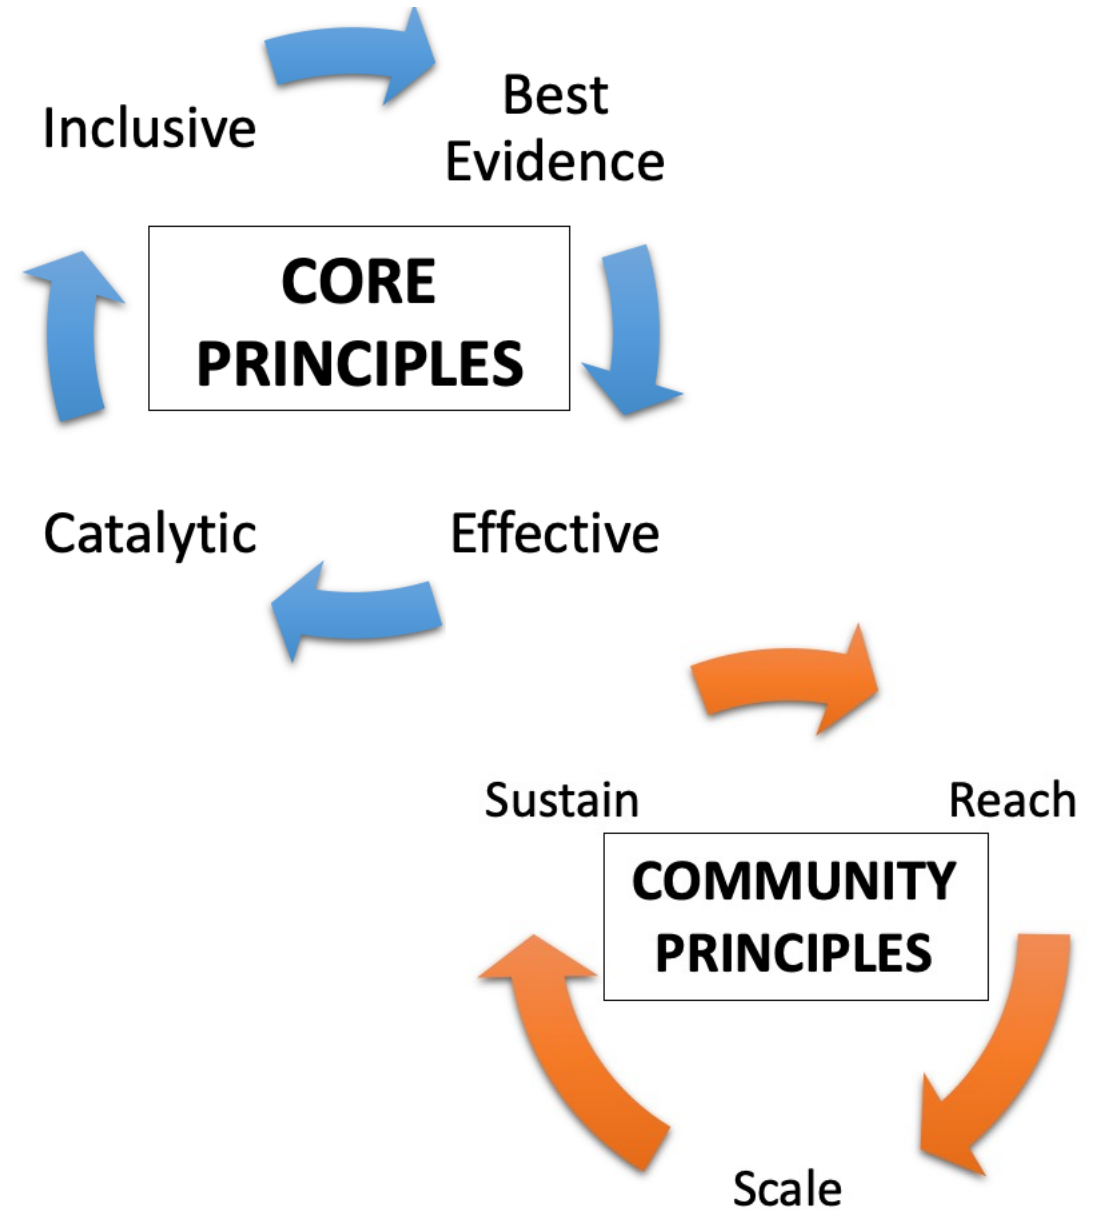 Inclusive
Best
Evidence
CORE
PRINCIPLES
Catalytic
Effective
Sustain
Reach
COMMUNITY
PRINCIPLES
Scale